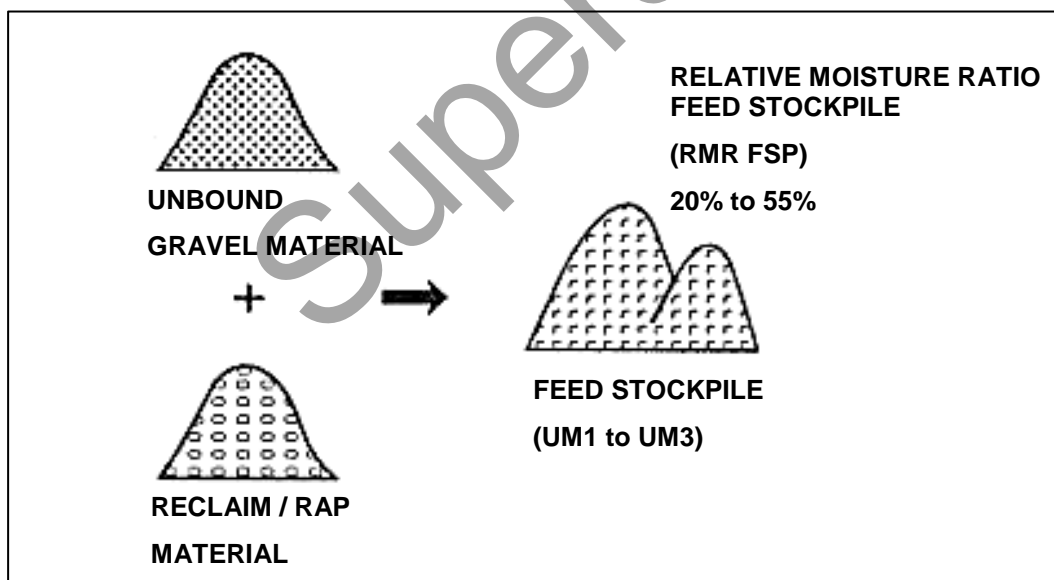 UNBOUND
GRAVEL MATERIAL
+
RECLAIM / RAP
MATERIAL
RELATIVE MOISTURE RATIO
FEED STOCKPILE
(RMR FSP)
20% to 55%
FEED STOCKPILE
(UM1 to UM3)
Super